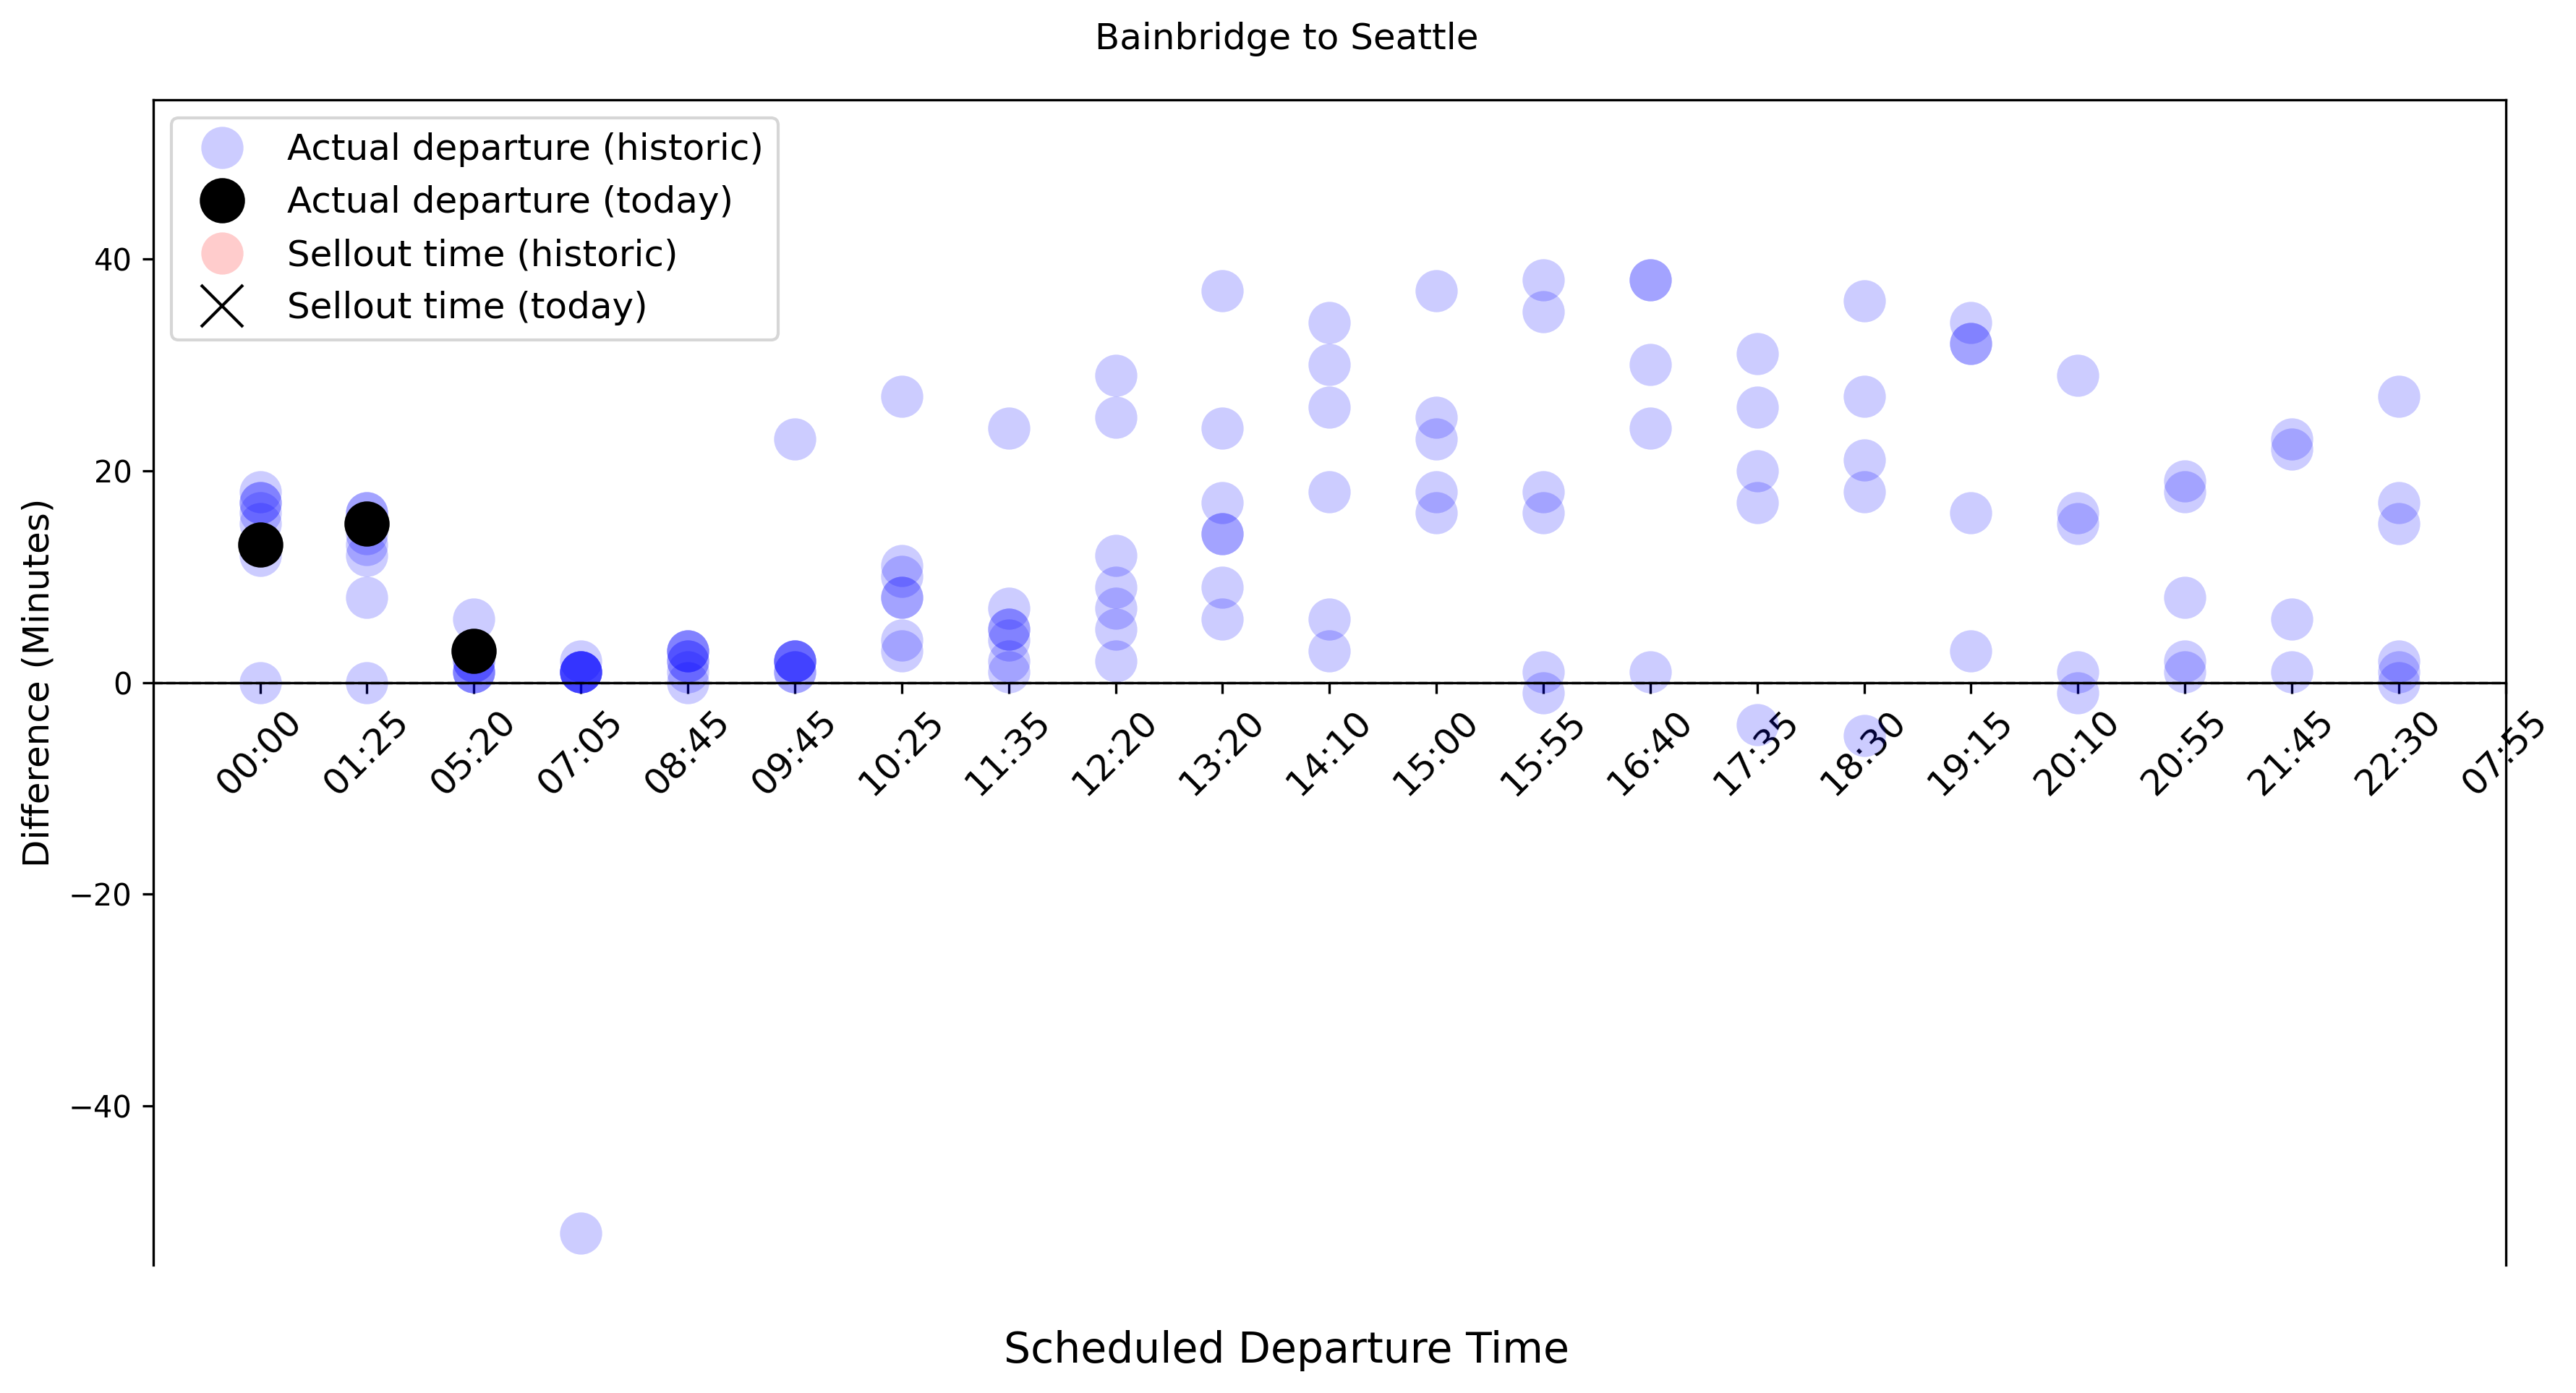 Bainbridge to Seattle
Actual departure (historic)
Actual departure (today)
Sellout time (historic)
Sellout time (today)
Difference (Minutes)
40
20
0
−20
−40
00:00 01:25 05:20 07:05 08:45 09:45 10:25 11:35 12:20 13:20 14:10 15:00 15:55 16:40 17:35 18:30 19:15 20:10 20:55 21:45 22:30 07:55
Scheduled Departure Time